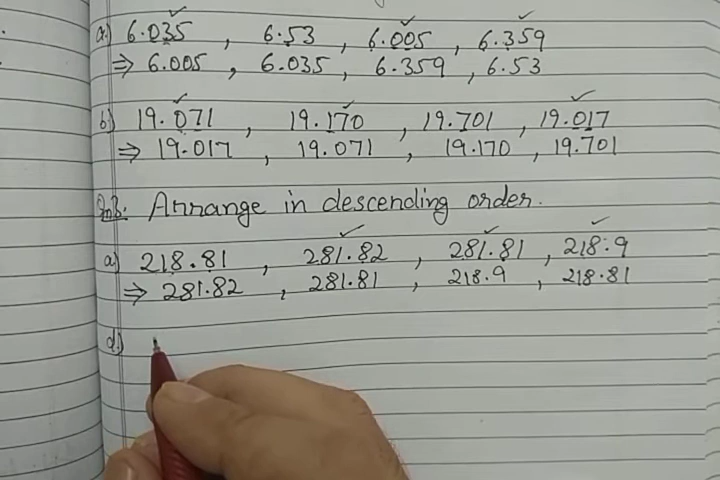 a) 6.035 , 6.53 , 6.005 , 6.359
⇒ 6.005 , 6.035 , 6.359 , 6.53
b) 19.071 , 19.170 , 19.701 , 19.017
⇒ 19.017 , 19.071 , 19.170 , 19.701
Qn3: Arrange in descending order.
a) 218.81 , 281.82 , 281.81 , 218.9
⇒ 281.82 , 281.81 , 218.9 , 218.81
d)